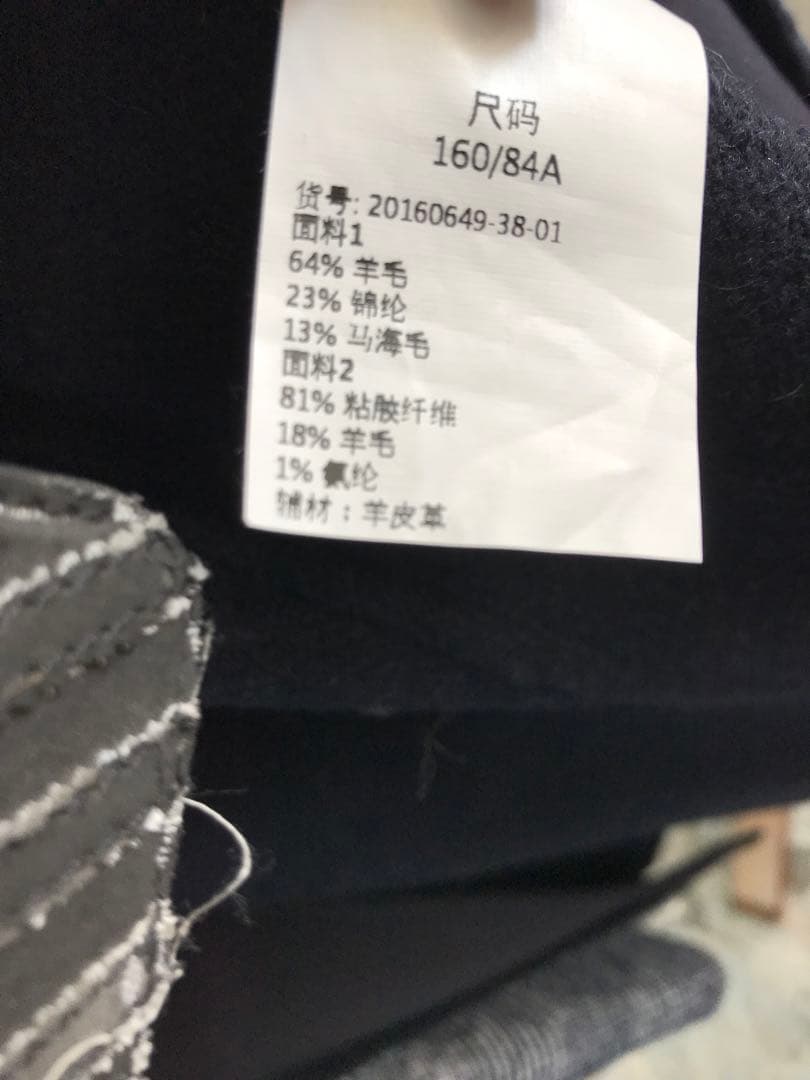 尺码
160/84A
货号: 20160649-38-01
面料1
64% 羊毛
23% 锦纶
13% 马海毛
面料2
81% 粘胶纤维
18% 羊毛
1% 氨纶
辅材：羊皮革